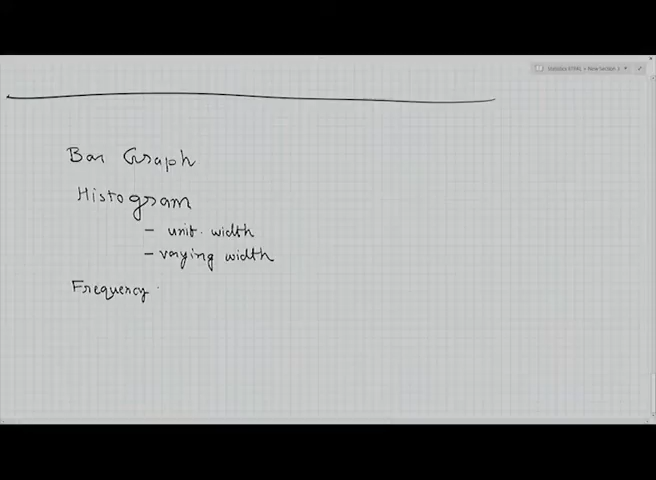 Bar Graph
Histogram
- unit width
- varying width
Frequency